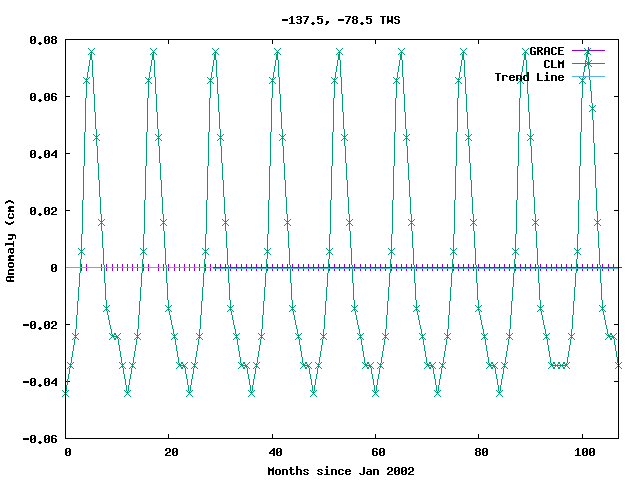 -137.5, -78.5 TWS
0.08
0.06
0.04
0.02
0
-0.02
-0.04
-0.06
Anomaly (cm)
GRACE
CLM
Trend Line
0 20 40 60 80 100
Months since Jan 2002